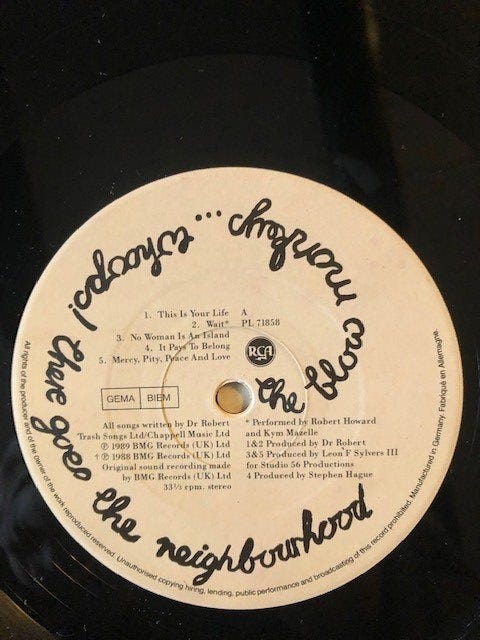 the blow monkeys ... whoops! there goes the neighbourhood
1. This Is Your Life
2. Wait*
3. No Woman Is An Island
4. It Pays To Belong
5. Mercy, Pity, Peace And Love
A
PL 71858
RCA
GEMA BIEM
All songs written by Dr Robert
Trash Songs Ltd/Chappell Music Ltd
℗ 1989 BMG Records (UK) Ltd
†℗ 1988 BMG Records (UK) Ltd
Original sound recording made
by BMG Records (UK) Ltd
33⅓ rpm. stereo
* Performed by Robert Howard
and Kym Mazelle
1&2 Produced by Dr Robert
3&5 Produced by Leon F Sylvers III
for Studio 56 Productions
4 Produced by Stephen Hague
All rights of the producer and of the owner of the work reproduced reserved. Unauthorised copying hiring, lending, public performance and broadcasting of this record prohibited. Manufactured in Germany. Fabriqué en Allemagne.